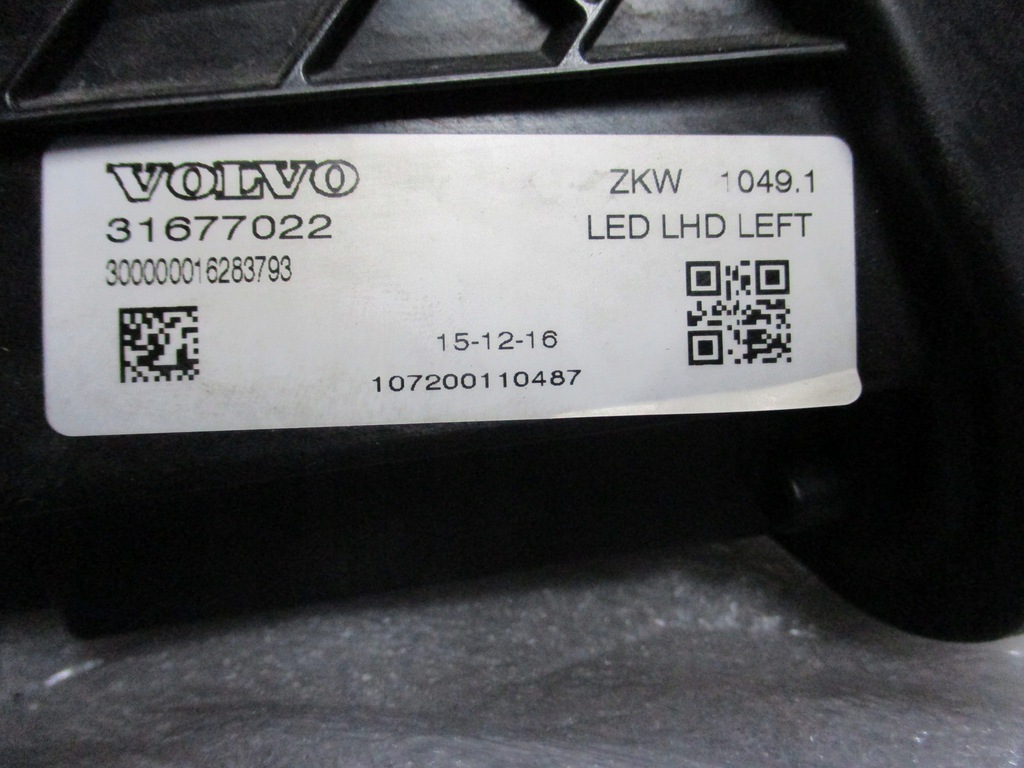 VOLVO
31677022
300000016283793
ZKW 1049.1
LED LHD LEFT
15-12-16
107200110487